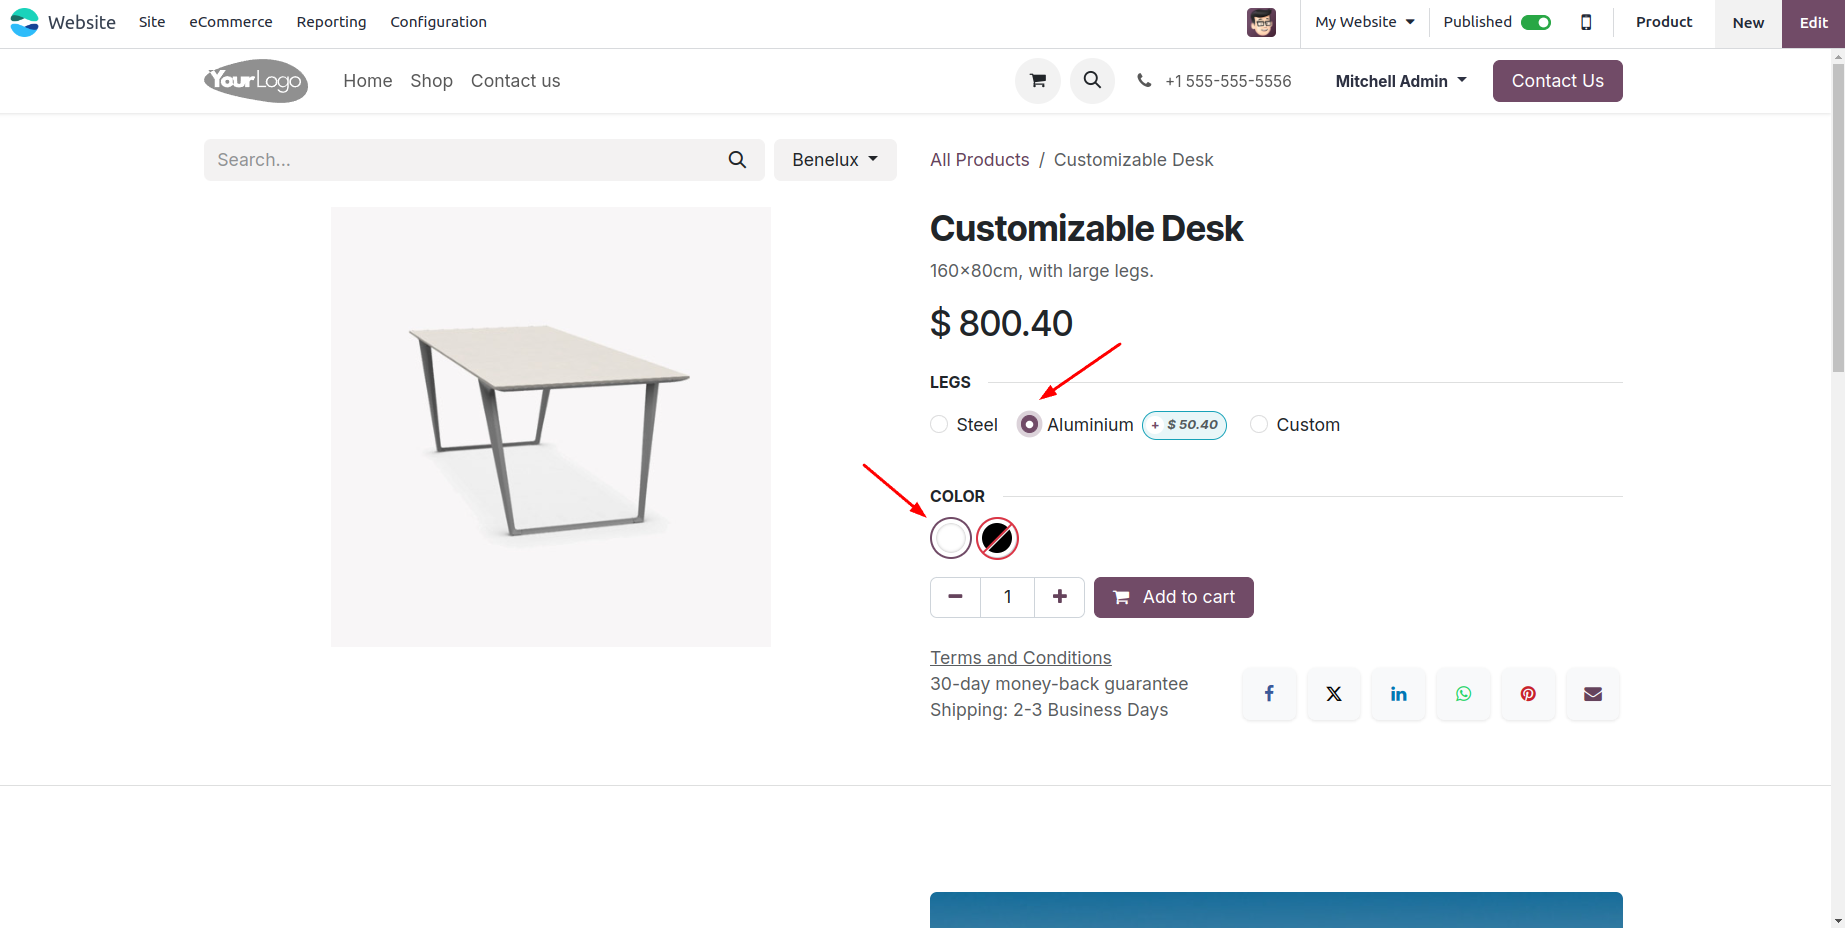 Website Site eCommerce Reporting Configuration My Website Published Product New Edit
YourLogo Home Shop Contact us +1 555-555-5556 Mitchell Admin Contact Us
Search... Benelux All Products / Customizable Desk
Customizable Desk
160x80cm, with large legs.
$ 800.40
LEGS
Steel Aluminium + $ 50.40 Custom
COLOR
1 Add to cart
Terms and Conditions
30-day money-back guarantee
Shipping: 2-3 Business Days